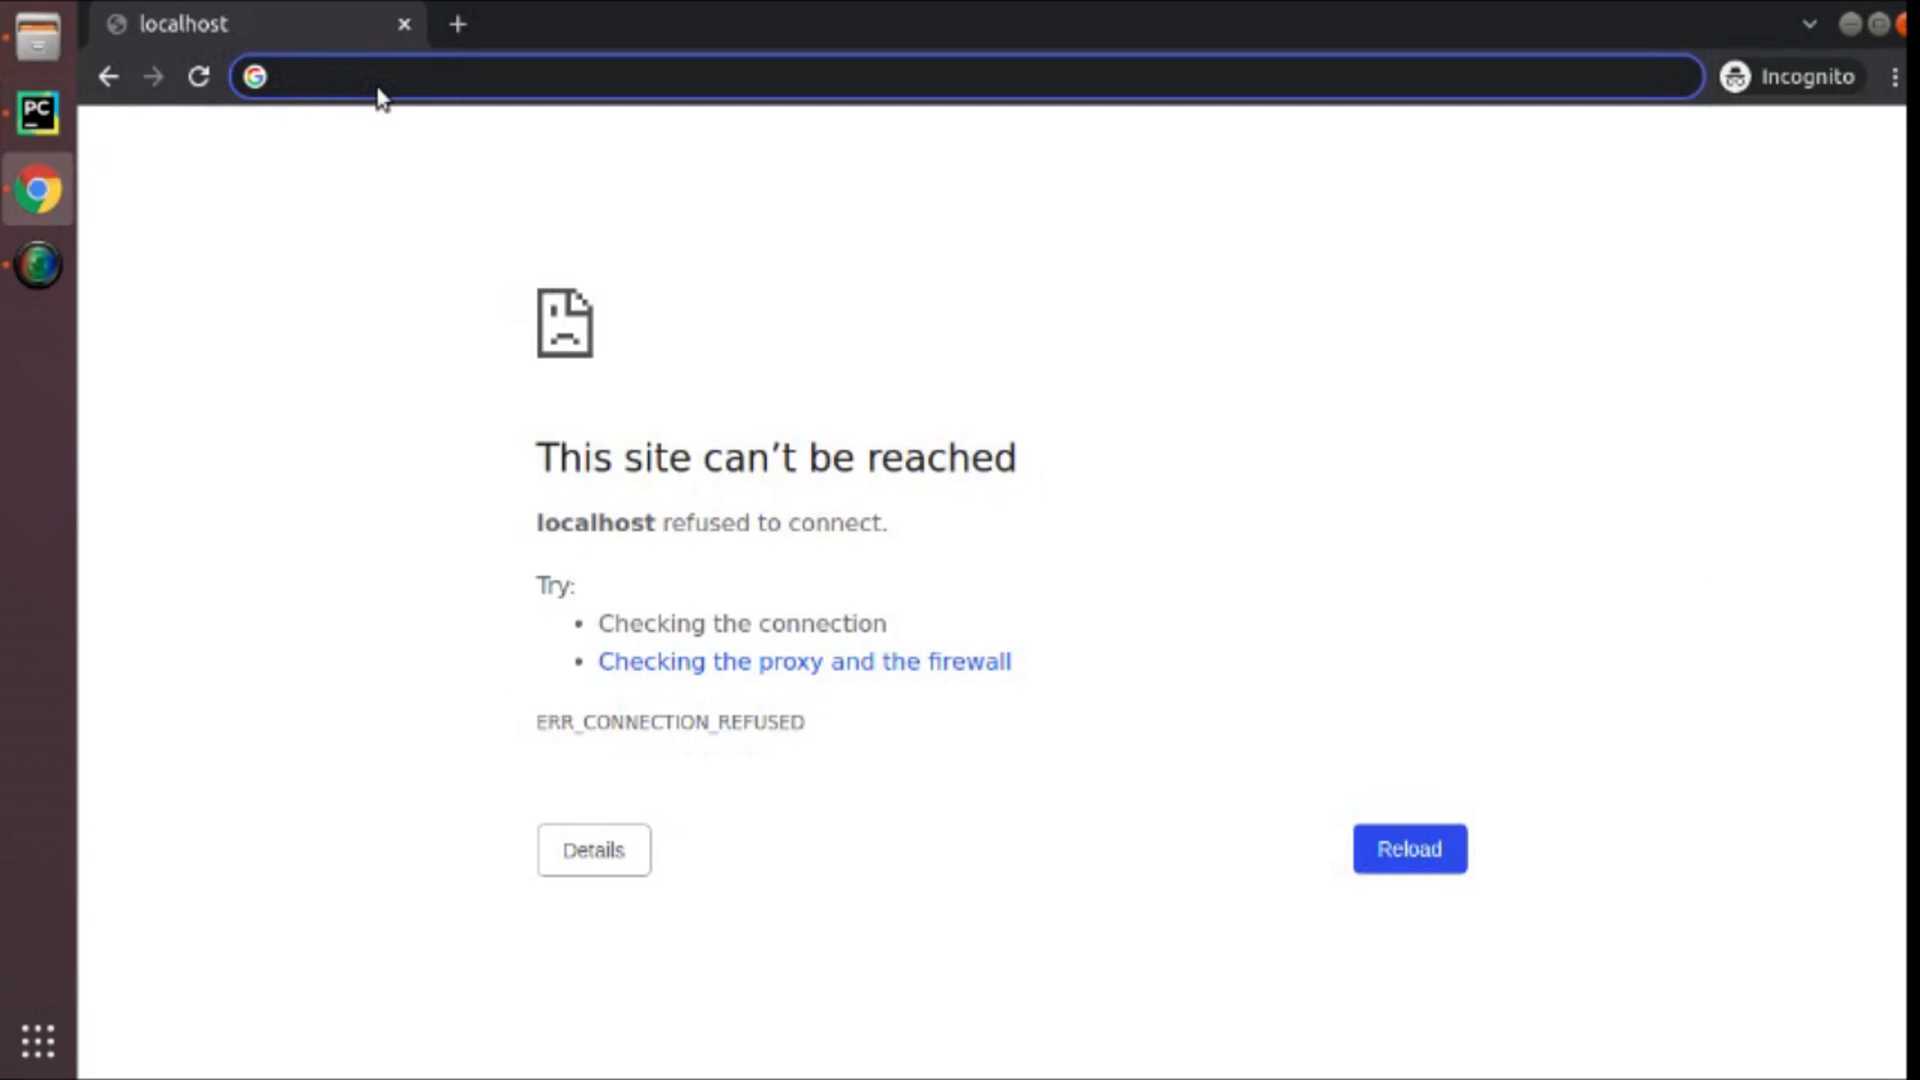 localhost
Incognito
PC
This site can’t be reached
localhost refused to connect.
Try:
• Checking the connection
• Checking the proxy and the firewall
ERR_CONNECTION_REFUSED
Details
Reload